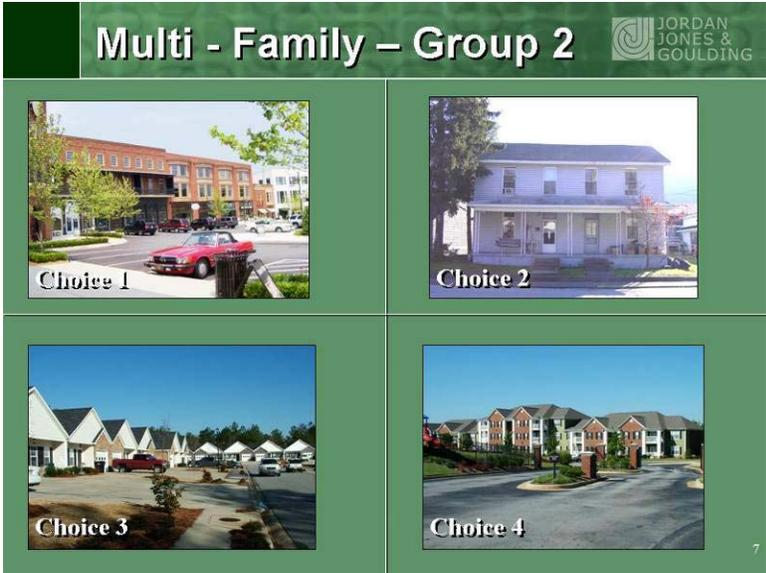 Multi - Family – Group 2
JORDAN
JONES &
GOULDING
Choice 1
Choice 2
Choice 3
Choice 4
7